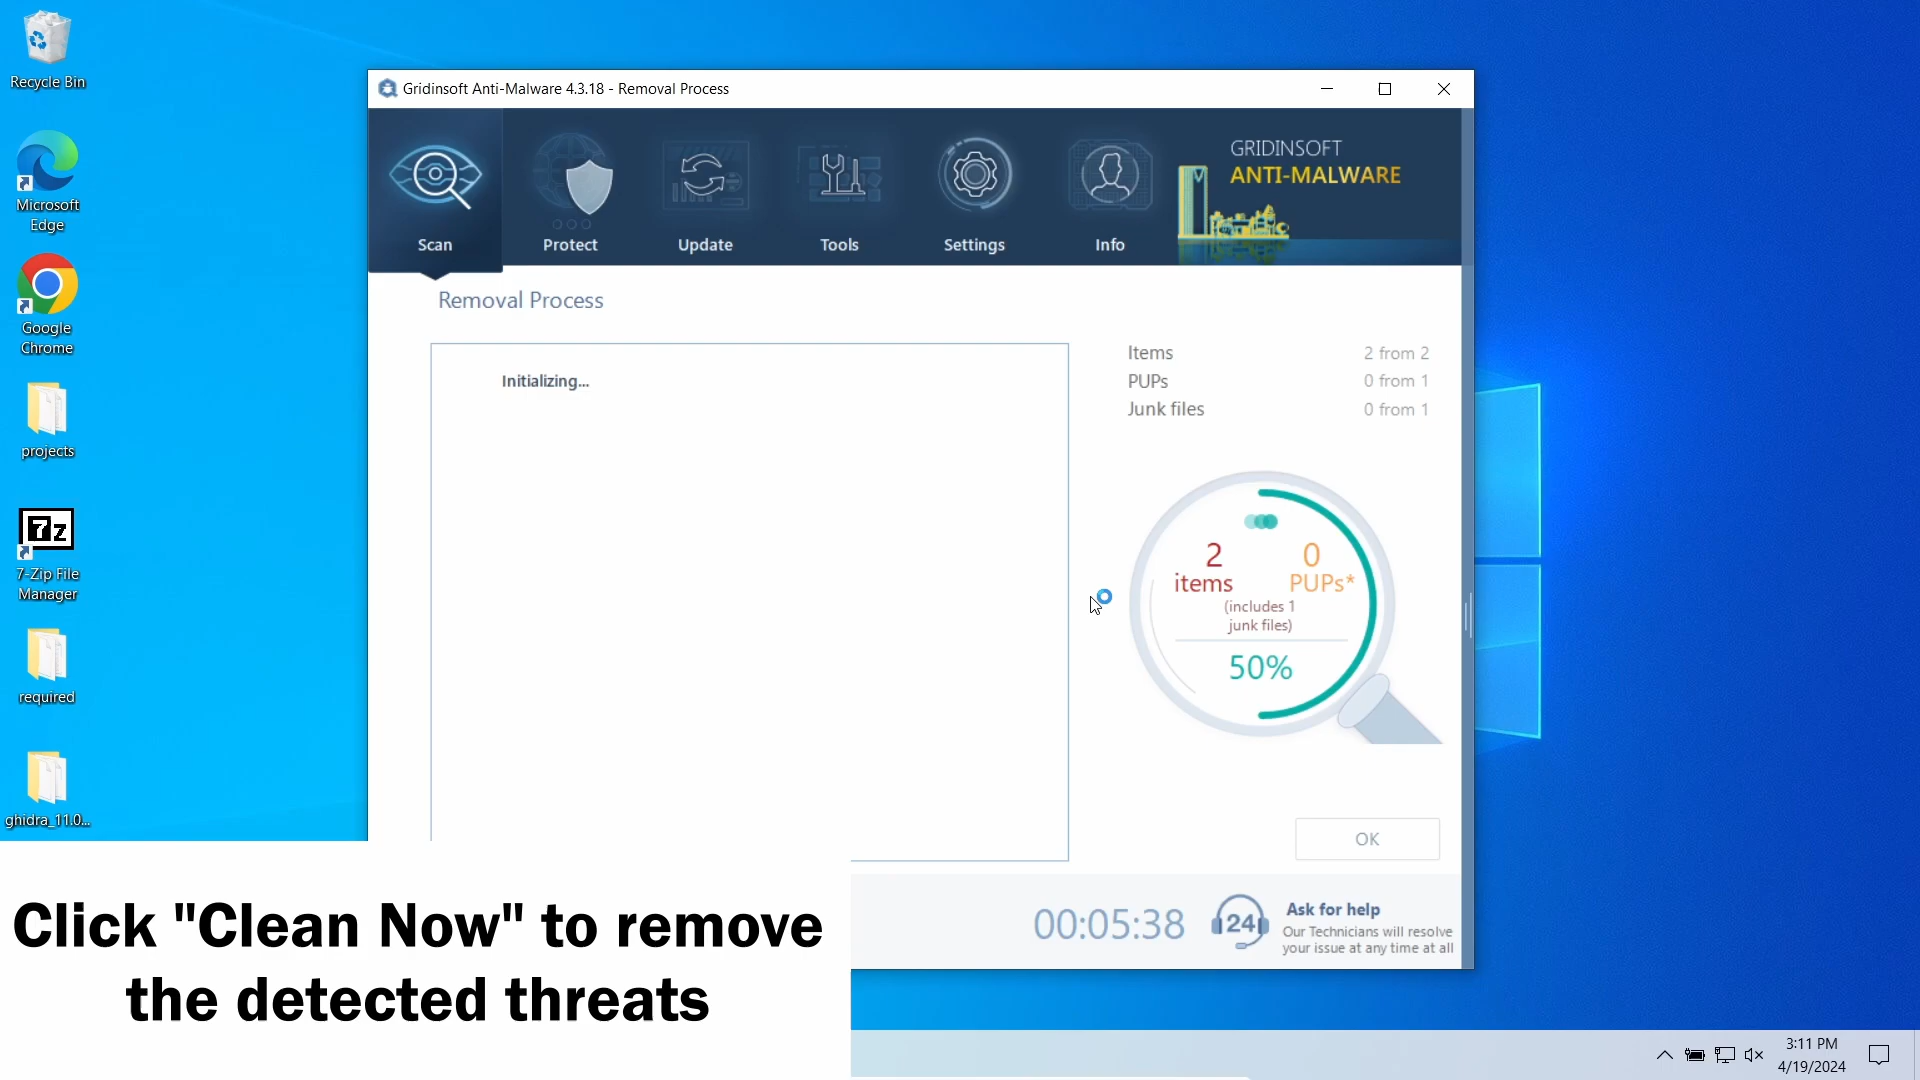 Recycle Bin
Microsoft
Edge
Google
Chrome
projects
7z
7-Zip File
Manager
required
ghidra_11.0...
Gridinsoft Anti-Malware 4.3.18 - Removal Process
Scan
Protect
Update
Tools
Settings
Info
GRIDINSOFT
ANTI-MALWARE
Removal Process
Initializing...
Items 2 from 2
PUPs 0 from 1
Junk files 0 from 1
2 0
items PUPs*
(includes 1
junk files)
50%
OK
00:05:38
24
Ask for help
Our Technicians will resolve
your issue at any time at all
Click "Clean Now" to remove
the detected threats
3:11 PM
4/19/2024